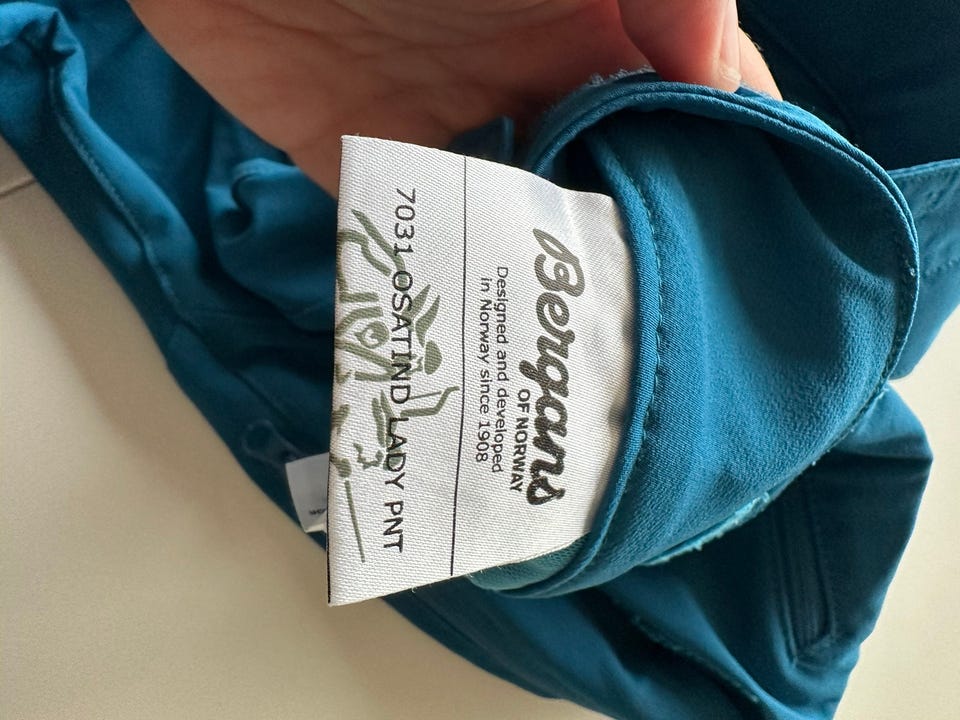 Bergans
OF NORWAY
Designed and developed
in Norway since 1908
7031 OSATIND LADY PNT